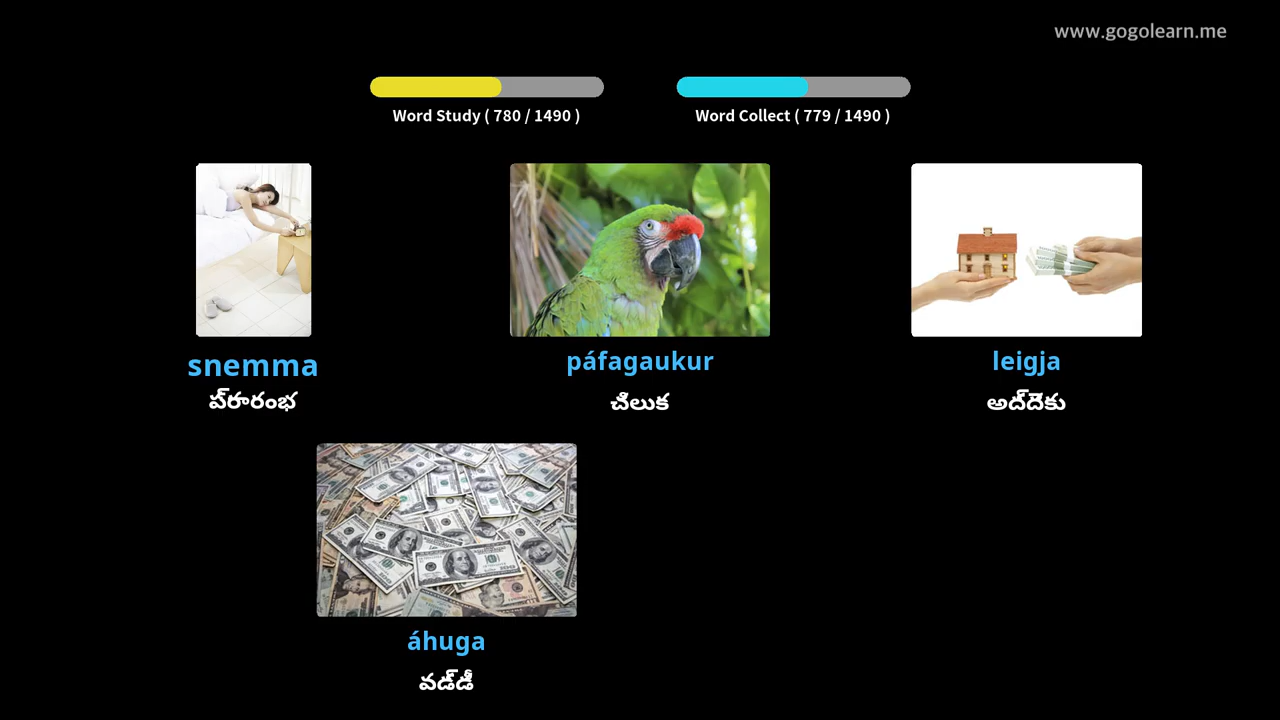 www.gogolearn.me
Word Study ( 780 / 1490 )
Word Collect ( 779 / 1490 )
snemma
ప్రారంభ
páfagaukur
చిలుక
leigja
అద్దెకు
áhuga
వడ్డీ